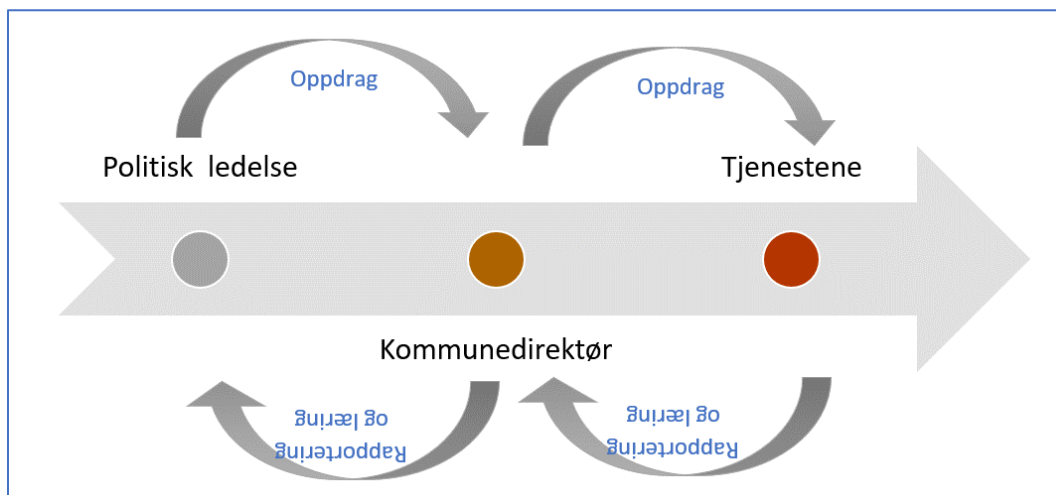 Oppdrag
Oppdrag
Politisk ledelse
Tjenestene
Kommunedirektør
Rapportering
og læring
Rapportering
og læring